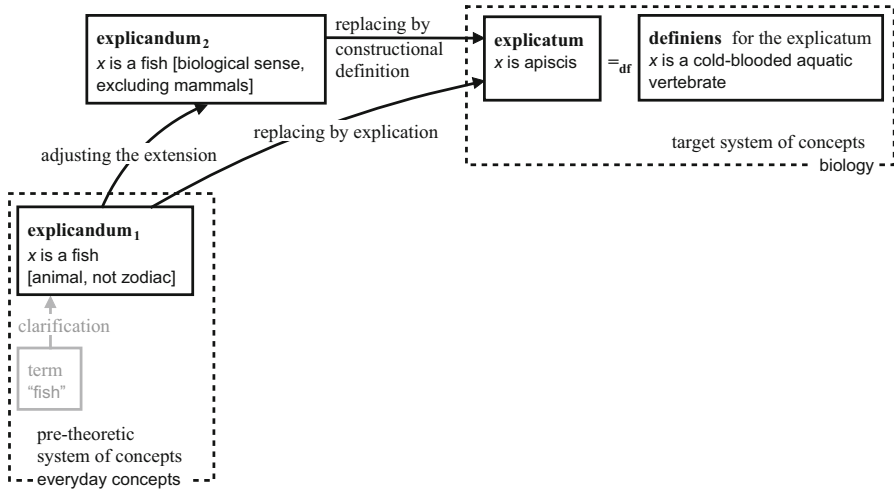 explicandum₂
x is a fish [biological sense,
excluding mammals]
replacing by
constructional
definition
explicatum
x is apiscis
=df
definiens for the explicatum
x is a cold-blooded aquatic
vertebrate
target system of concepts
biology
replacing by explication
adjusting the extension
explicandum₁
x is a fish
[animal, not zodiac]
clarification
term
“fish”
pre-theoretic
system of concepts
everyday concepts